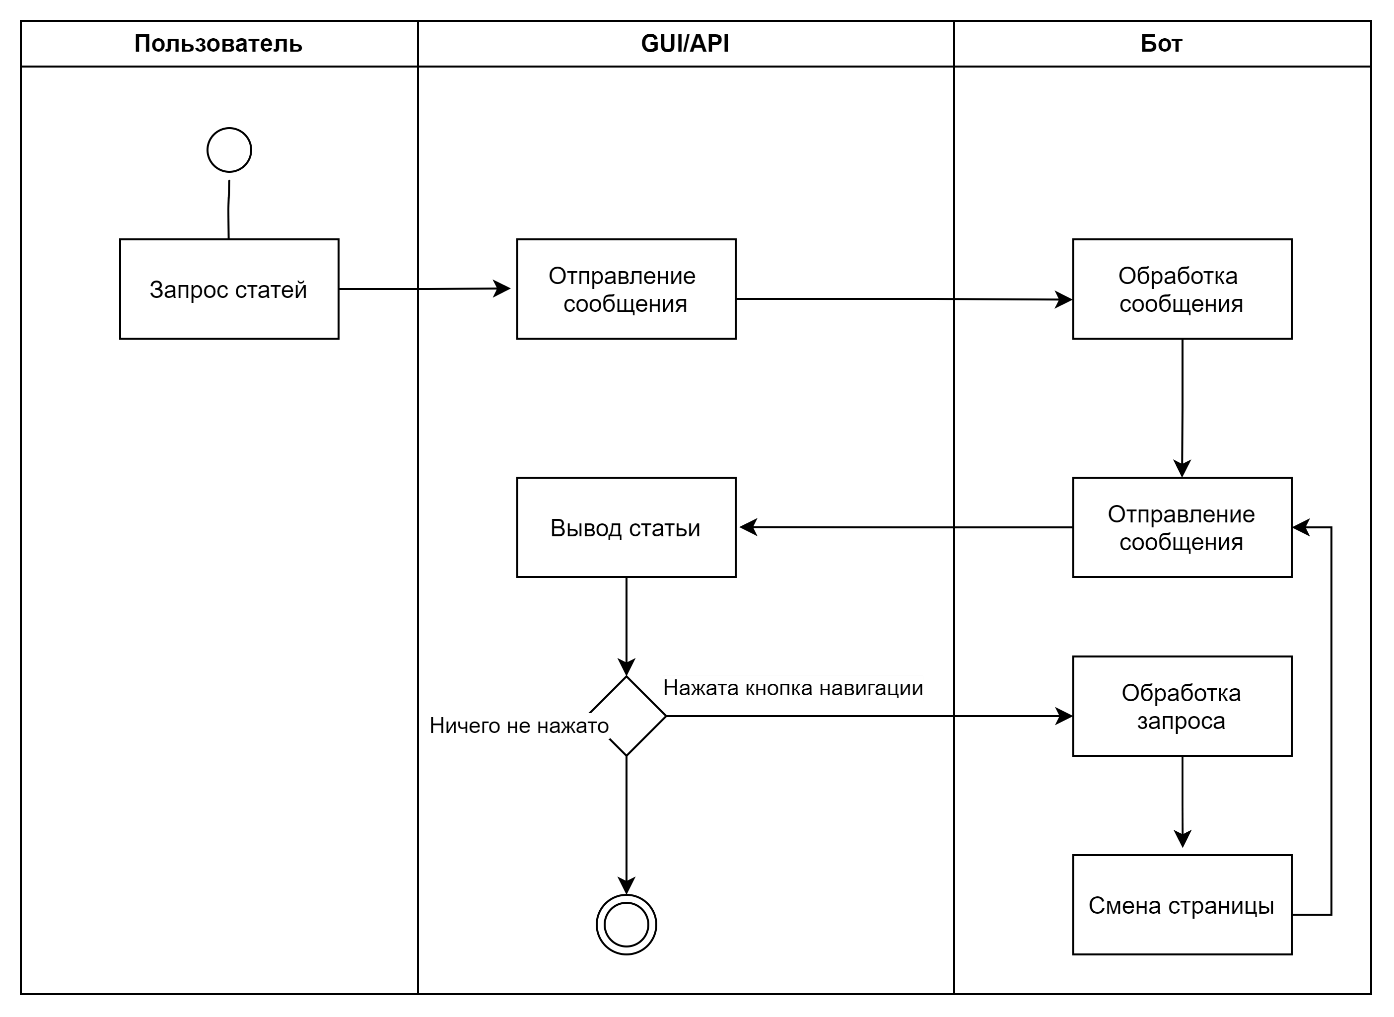 Пользователь
GUI/API
Бот
Запрос статей
Отправление
сообщения
Обработка
сообщения
Вывод статьи
Отправление
сообщения
Нажата кнопка навигации
Ничего не нажато
Обработка
запроса
Смена страницы